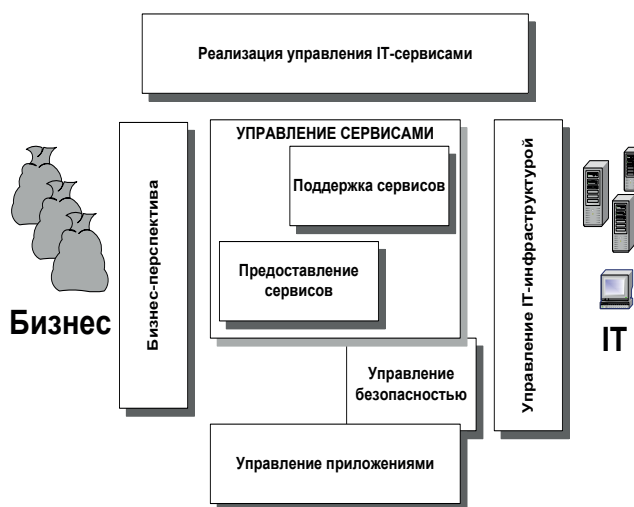 Реализация управления IT-сервисами
УПРАВЛЕНИЕ СЕРВИСАМИ
Поддержка сервисов
Предоставление
сервисов
Бизнес-перспектива
Управление IT-инфраструктурой
Бизнес
IT
Управление
безопасностью
Управление приложениями